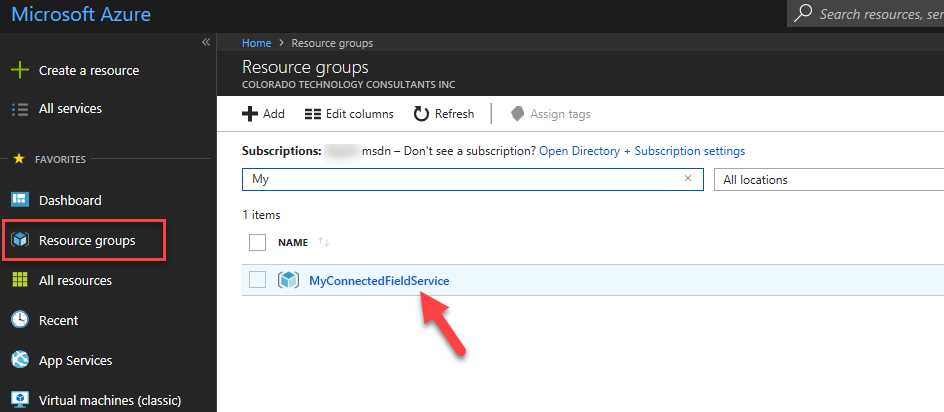 Microsoft Azure
Search resources, ser
Create a resource
All services
FAVORITES
Dashboard
Resource groups
All resources
Recent
App Services
Virtual machines (classic)
Home > Resource groups
Resource groups
COLORADO TECHNOLOGY CONSULTANTS INC
Add Edit columns Refresh Assign tags
Subscriptions: msdn – Don't see a subscription? Open Directory + Subscription settings
My
All locations
1 items
NAME
MyConnectedFieldService